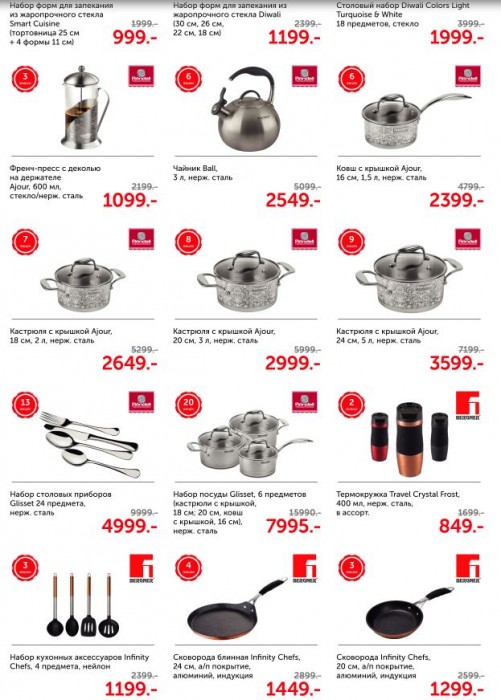 Набор форм для запекания из
жаропрочного стекла
Smart Cuisine
(тортовница 25 см
+ 4 формы 11 см)
1999.-
999.-
Набор форм для запекания из
жаропрочного стекла Diwali
(30 см, 26 см,
22 см, 18 см)
2399.-
1199.-
Столовый набор Diwali Colors Light
Turquoise & White
18 предметов, стекло
3999.-
1999.-
3
Röndell
Френч-пресс с деколью
на держателе
Ajour, 600 мл,
стекло/нерж. сталь
2199.-
1099.-
6
Röndell
Чайник Ball,
3 л, нерж. сталь
5099.-
2549.-
6
Röndell
Ковш с крышкой Ajour,
16 см, 1,5 л, нерж. сталь
4799.-
2399.-
7
Röndell
Кастрюля с крышкой Ajour,
18 см, 2 л, нерж. сталь
5299.-
2649.-
8
Röndell
Кастрюля с крышкой Ajour,
20 см, 3 л, нерж. сталь
5999.-
2999.-
9
Röndell
Кастрюля с крышкой Ajour,
24 см, 5 л, нерж. сталь
7199.-
3599.-
13
Röndell
Набор столовых приборов
Glisset 24 предмета,
нерж. сталь
9999.-
4999.-
20
Röndell
Набор посуды Glisset, 6 предметов
(кастрюли с крышкой,
18 см; 20 см, ковш
с крышкой, 16 см),
нерж. сталь
15990.-
7995.-
2
BERGNER
Термокружка Travel Crystal Frost,
400 мл, нерж. сталь,
в ассорт.
1699.-
849.-
3
BERGNER
Набор кухонных аксессуаров Infinity
Chefs, 4 предмета, нейлон
2399.-
1199.-
4
BERGNER
Сковорода блинная Infinity Chefs,
24 см, а/п покрытие,
алюминий, индукция
2899.-
1449.-
3
BERGNER
Сковорода Infinity Chefs,
20 см, а/п покрытие,
алюминий, индукция
2599.-
1299.-